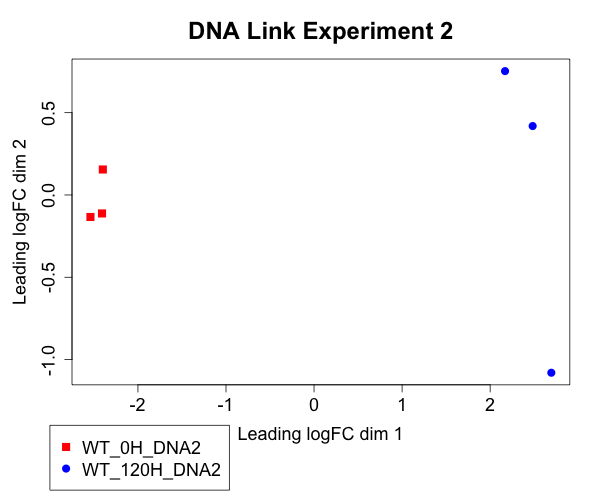 DNA Link Experiment 2
Leading logFC dim 2
0.5
0.0
-0.5
-1.0
-2 -1 0 1 2
Leading logFC dim 1
WT_0H_DNA2
WT_120H_DNA2